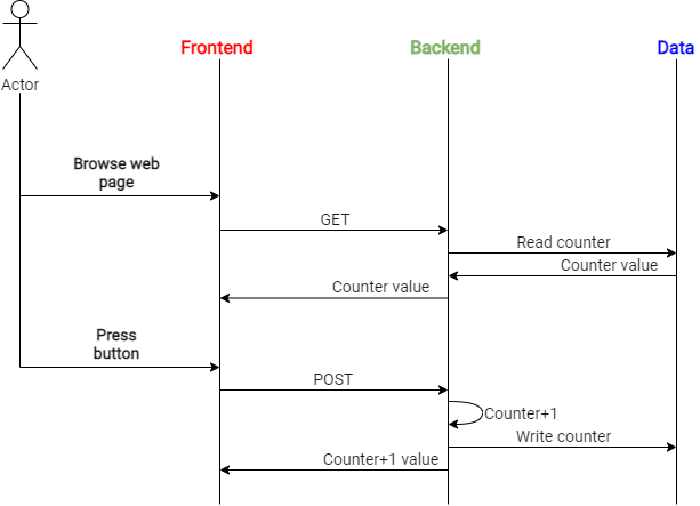 Frontend
Backend
Data
Actor
Browse web
page
GET
Read counter
Counter value
Counter value
Press
button
POST
Counter+1
Write counter
Counter+1 value